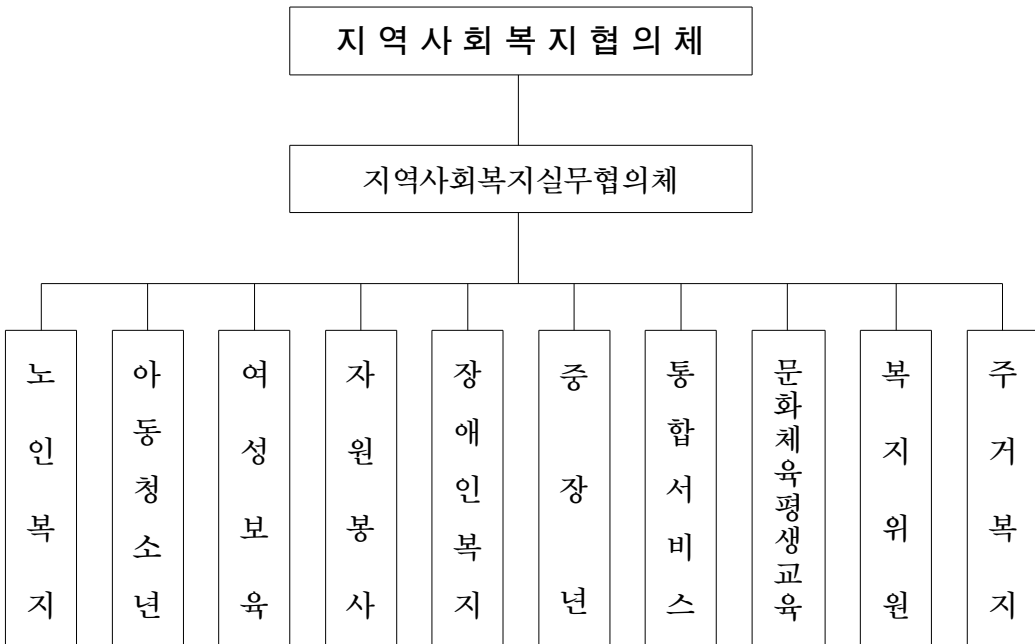 지역사회복지협의체
지역사회복지실무협의체
노인복지
아동청소년
여성보육
자원봉사
장애인복지
중장년
통합서비스
문화체육평생교육
복지위원
주거복지